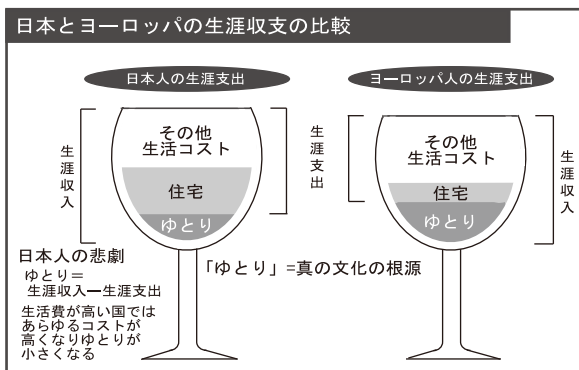 日本とヨーロッパの生涯収支の比較
日本人の生涯支出
ヨーロッパ人の生涯支出
生涯収入
その他
生活コスト
住宅
ゆとり
生涯支出
その他
生活コスト
住宅
ゆとり
生涯収入
日本人の悲劇
ゆとり＝
生涯収入ー生涯支出
生活費が高い国では
あらゆるコストが
高くなりゆとりが
小さくなる
「ゆとり」＝真の文化の根源